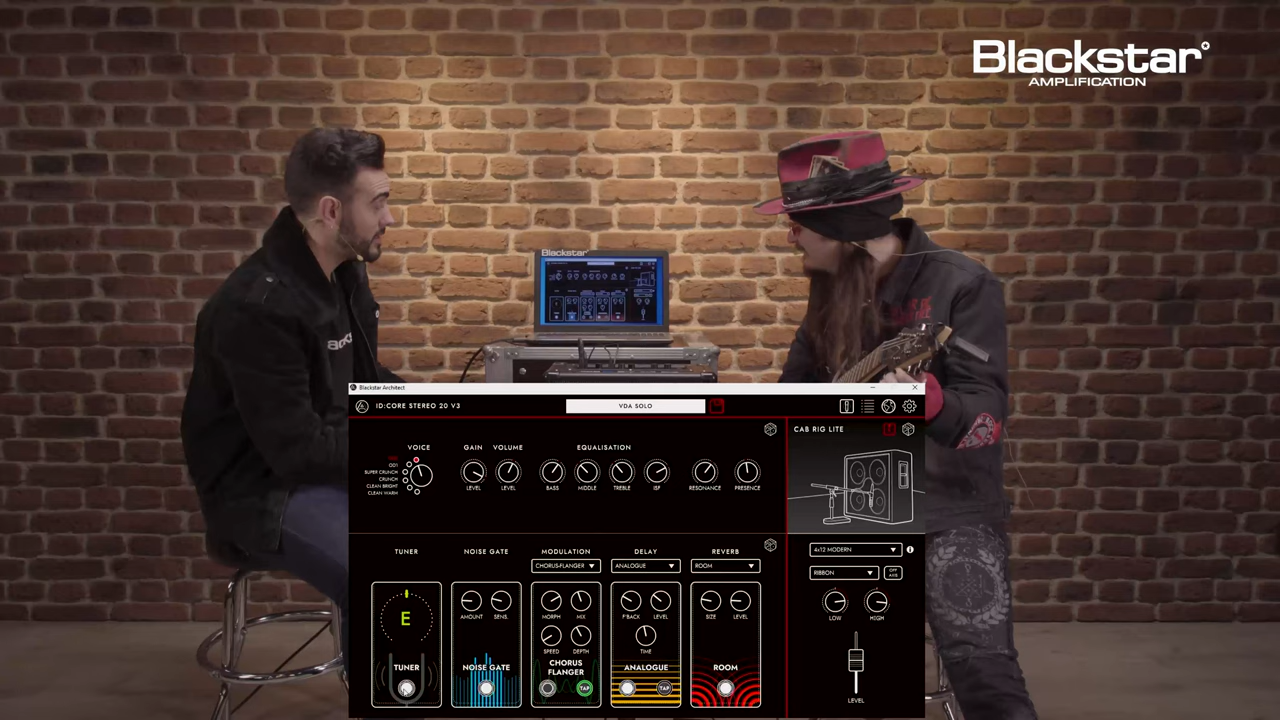 Blackstar
AMPLIFICATION
Blackstar
Blackstar Architect
ID:CORE STEREO 20 V3
VDA SOLO
CAB RIG LITE
VOICE
GAIN
VOLUME
EQUALISATION
OD1
SUPER CRUNCH
CRUNCH
CLEAN BRIGHT
CLEAN WARM
LEVEL
LEVEL
BASS
MIDDLE
TREBLE
ISF
RESONANCE
PRESENCE
TUNER
NOISE GATE
MODULATION
DELAY
REVERB
CHORUS-FLANGER
ANALOGUE
ROOM
4x12 MODERN
RIBBON
OFF
AXIS
E
AMOUNT
SENS.
MORPH
MIX
F'BACK
LEVEL
SIZE
LEVEL
LOW
HIGH
SPEED
DEPTH
TIME
TUNER
NOISE GATE
CHORUS
FLANGER
ANALOGUE
ROOM
TAP
TAP
LEVEL